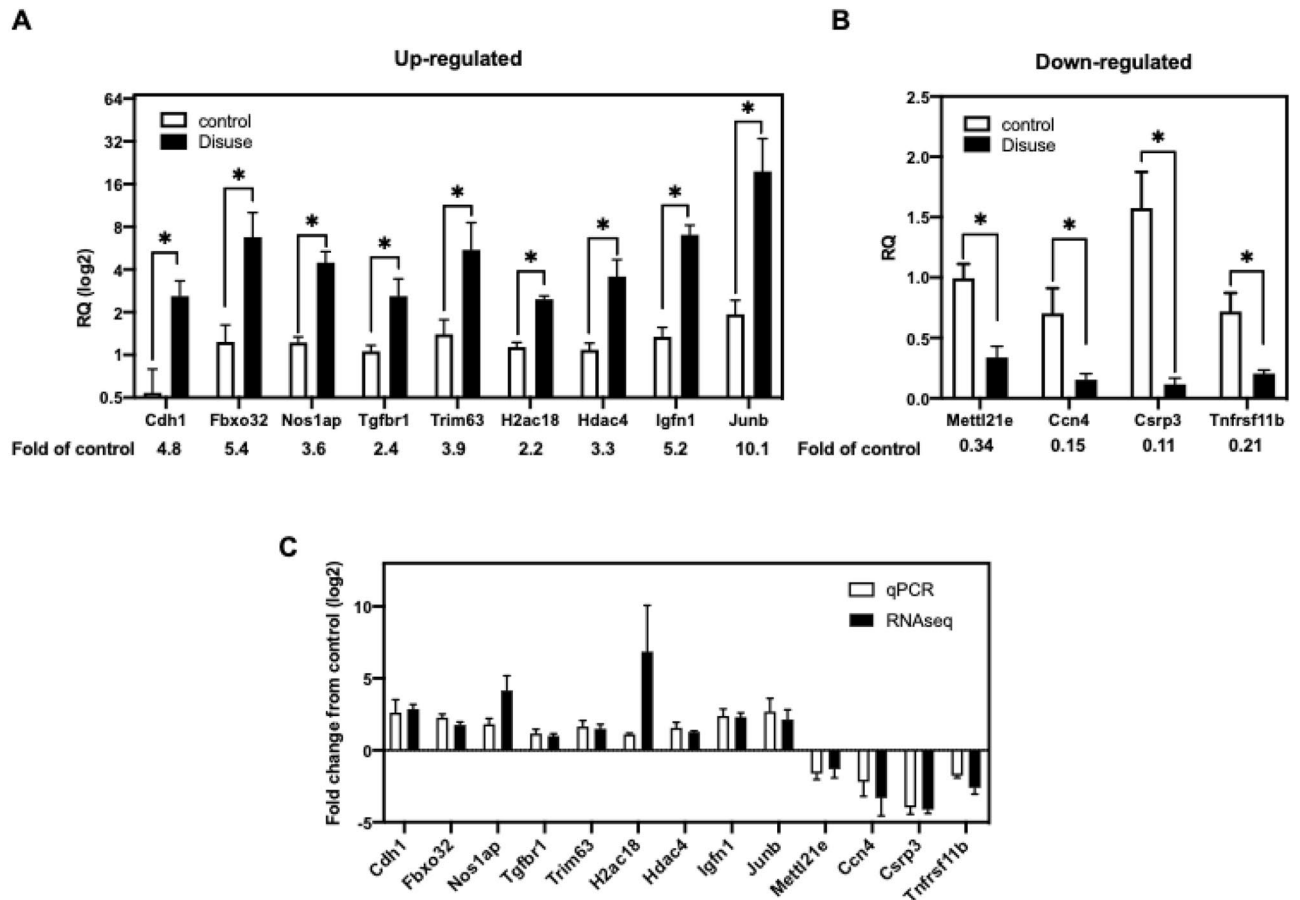 A
Up-regulated
RQ (log2)
64
32
16
8
4
2
1
0.5
control
Disuse
* * * * * * * * *
Cdh1 Fbxo32 Nos1ap Tgfbr1 Trim63 H2ac18 Hdac4 Igfn1 Junb
Fold of control 4.8 5.4 3.6 2.4 3.9 2.2 3.3 5.2 10.1
B
Down-regulated
RQ
2.5
2.0
1.5
1.0
0.5
0.0
control
Disuse
* * * *
Mettl21e Ccn4 Csrp3 Tnfrsf11b
Fold of control 0.34 0.15 0.11 0.21
C
Fold change from control (log2)
10
5
0
-5
qPCR
RNAseq
Cdh1
Fbxo32
Nos1ap
Tgfbr1
Trim63
H2ac18
Hdac4
Igfn1
Junb
Mettl21e
Ccn4
Csrp3
Tnfrsf11b